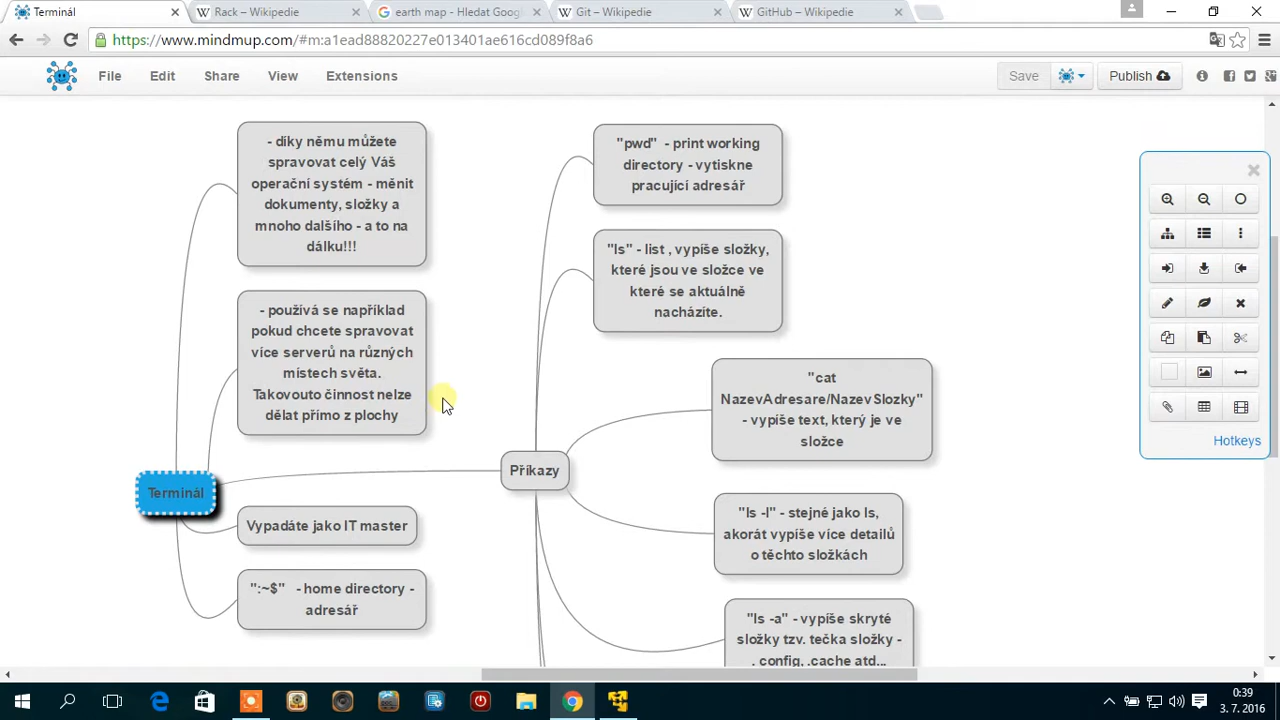 Terminál
Rack – Wikipedie
earth map - Hledat Goog
Git – Wikipedie
GitHub – Wikipedie
https://www.mindmup.com/#m:a1ead88820227e013401ae616cd089f8a6
File
Edit
Share
View
Extensions
Save
Publish
- díky němu můžete
spravovat celý Váš
operační systém - měnit
dokumenty, složky a
mnoho dalšího - a to na
dálku!!!
"pwd" - print working
directory - vytiskne
pracující adresář
"ls" - list , vypíše složky,
které jsou ve složce ve
které se aktuálně
nacházíte.
- používá se například
pokud chcete spravovat
více serverů na různých
místech světa.
Takovouto činnost nelze
dělat přímo z plochy
"cat
NazevAdresare/NazevSlozky"
- vypíše text, který je ve
složce
Příkazy
Terminál
Vypadáte jako IT master
"ls -l" - stejné jako ls,
akorát vypíše více detailů
o těchto složkách
":~$" - home directory -
adresář
"ls -a" - vypíše skryté
složky tzv. tečka složky -
. config, .cache atd...
Hotkeys
0:39
3. 7. 2016